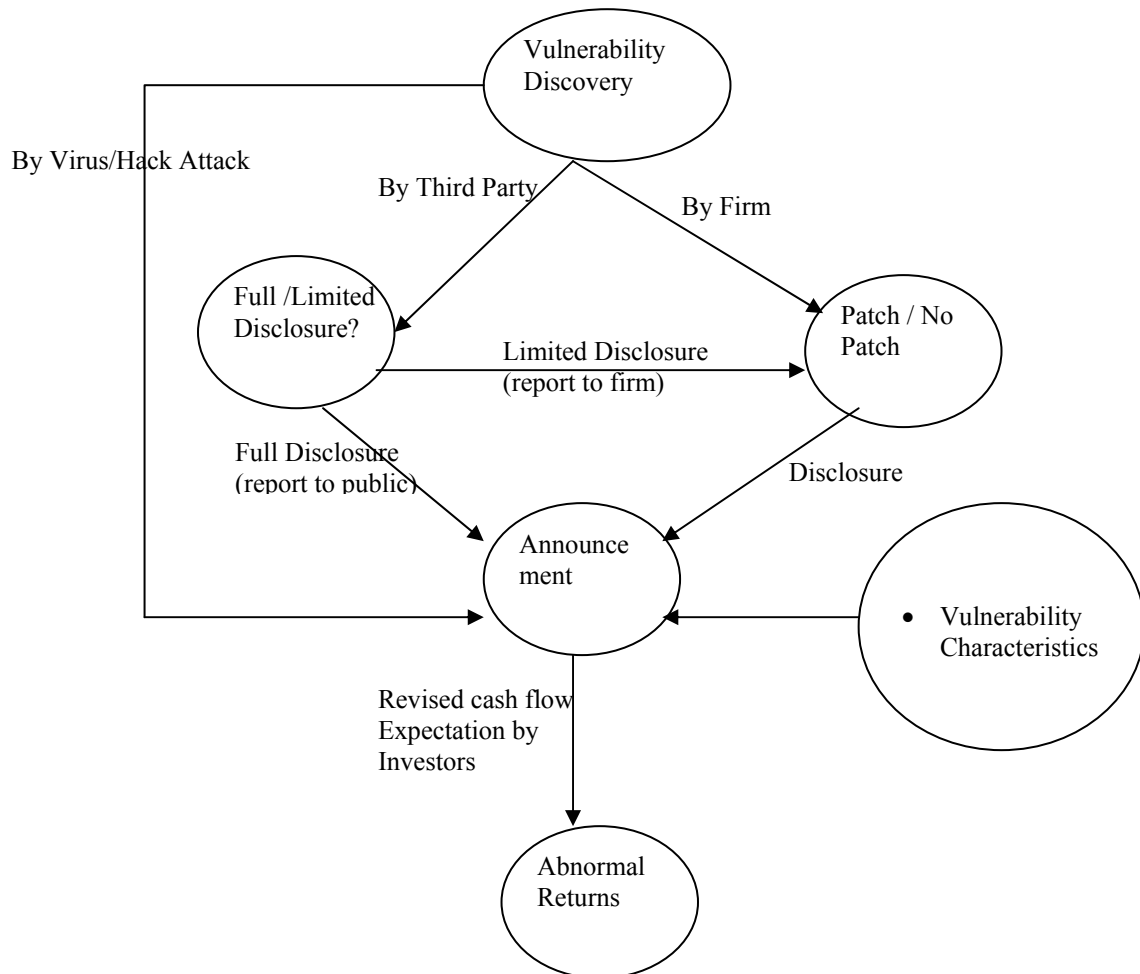 Vulnerability
Discovery
By Virus/Hack Attack
By Third Party
By Firm
Full /Limited
Disclosure?
Patch / No
Patch
Limited Disclosure
(report to firm)
Full Disclosure
(report to public)
Disclosure
Announce
ment
• Vulnerability
Characteristics
Revised cash flow
Expectation by
Investors
Abnormal
Returns